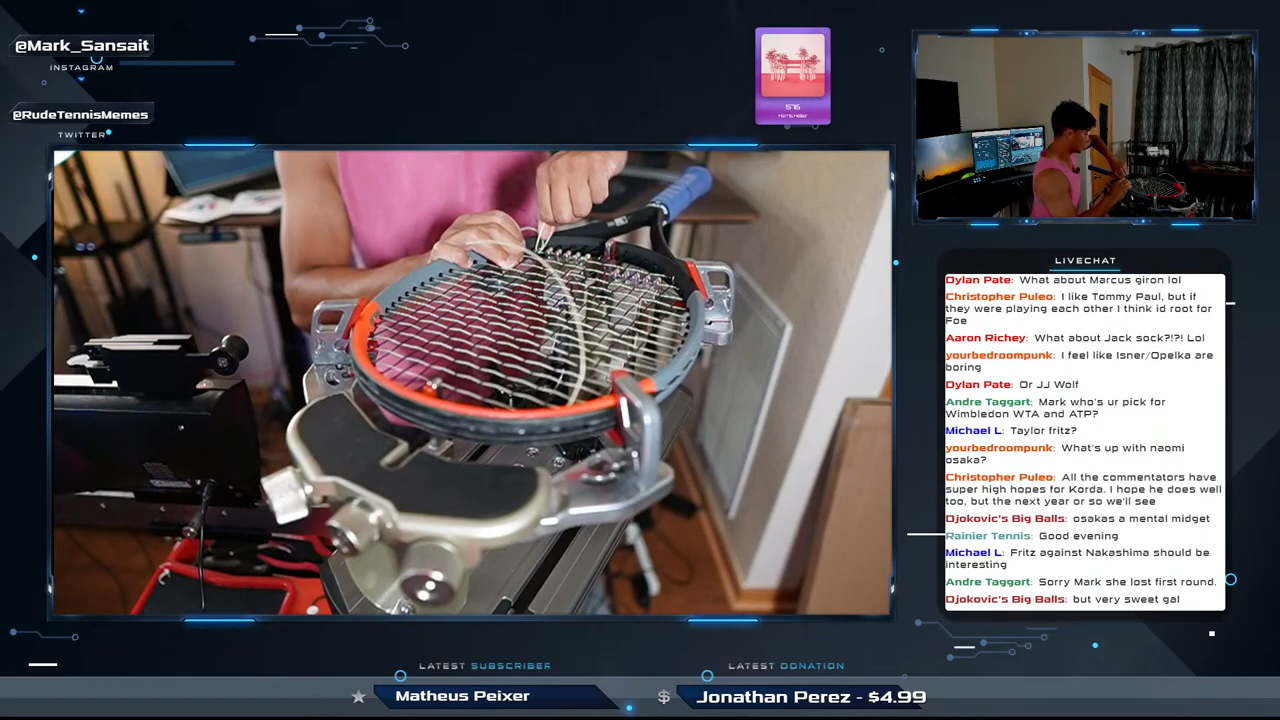 @Mark_Sansait
INSTAGRAM
@RudeTennisMemes
TWITTER
576
LIVECHAT
Dylan Pate: What about Marcus giron lol
Christopher Puleo: I like Tommy Paul, but if
they were playing each other I think id root for
Foe
Aaron Richey: What about Jack sock?!?! Lol
yourbedroompunk: I feel like Isner/Opelka are
boring
Dylan Pate: Or JJ Wolf
Andre Taggart: Mark who's ur pick for
Wimbledon WTA and ATP?
Michael L: Taylor fritz?
yourbedroompunk: What's up with naomi
osaka?
Christopher Puleo: All the commentators have
super high hopes for Korda. I hope he does well
too, but the next year or so we'll see
Djokovic's Big Balls: osakas a mental midget
Rainier Tennis: Good evening
Michael L: Fritz against Nakashima should be
interesting
Andre Taggart: Sorry Mark she lost first round.
Djokovic's Big Balls: but very sweet gal
LATEST SUBSCRIBER
Matheus Peixer
LATEST DONATION
$ Jonathan Perez - $4.99